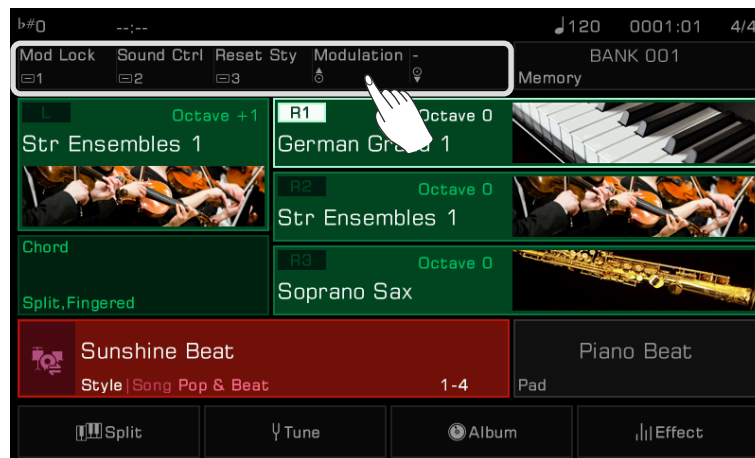 b#0 --:-- ♩120 0001:01 4/4
Mod Lock Sound Ctrl Reset Sty Modulation -
1 2 3
BANK 001
Memory
L Octave +1
Str Ensembles 1
R1 Octave 0
German Grand 1
R2 Octave 0
Str Ensembles 1
Chord
Split,Fingered
R3 Octave 0
Soprano Sax
Sunshine Beat
Style|Song Pop & Beat 1-4
Piano Beat
Pad
Split Tune Album Effect